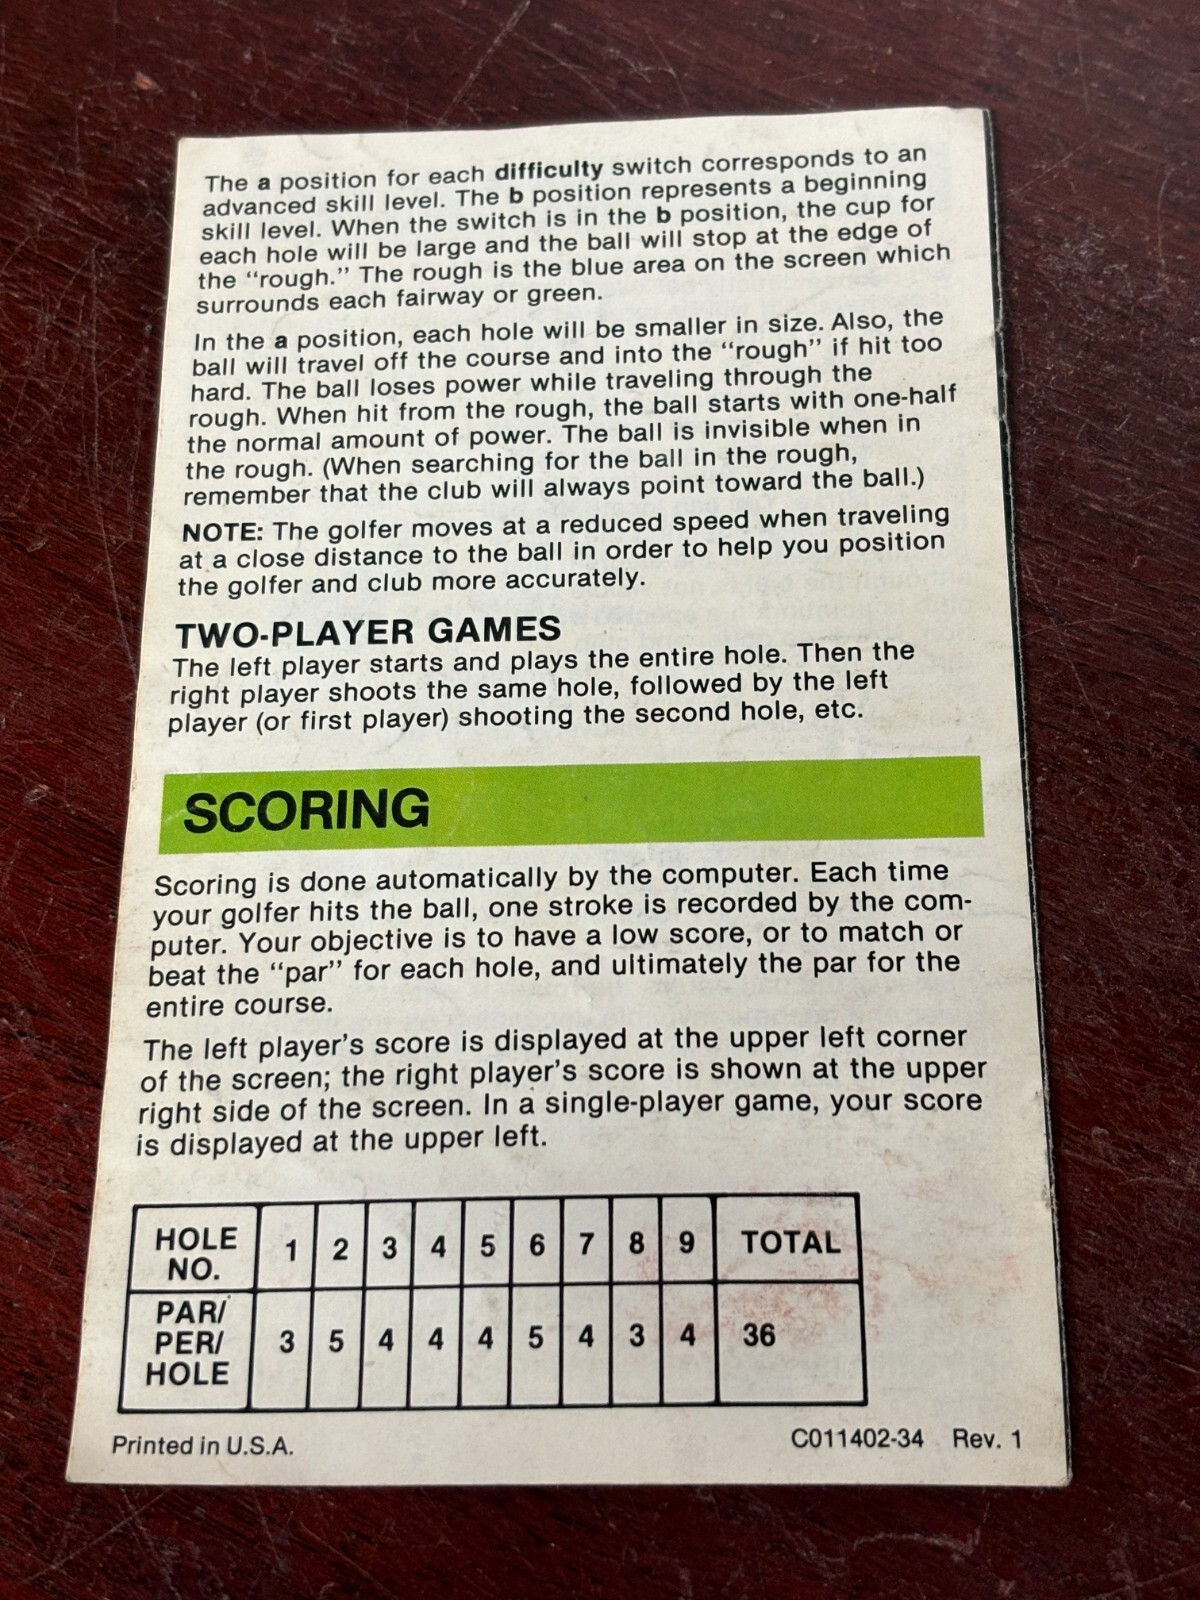 The a position for each difficulty switch corresponds to an
advanced skill level. The b position represents a beginning
skill level. When the switch is in the b position, the cup for
each hole will be large and the ball will stop at the edge of
the “rough.” The rough is the blue area on the screen which
surrounds each fairway or green.
In the a position, each hole will be smaller in size. Also, the
ball will travel off the course and into the “rough” if hit too
hard. The ball loses power while traveling through the
rough. When hit from the rough, the ball starts with one-half
the normal amount of power. The ball is invisible when in
the rough. (When searching for the ball in the rough,
remember that the club will always point toward the ball.)
NOTE: The golfer moves at a reduced speed when traveling
at a close distance to the ball in order to help you position
the golfer and club more accurately.
TWO-PLAYER GAMES
The left player starts and plays the entire hole. Then the
right player shoots the same hole, followed by the left
player (or first player) shooting the second hole, etc.
SCORING
Scoring is done automatically by the computer. Each time
your golfer hits the ball, one stroke is recorded by the com-
puter. Your objective is to have a low score, or to match or
beat the “par” for each hole, and ultimately the par for the
entire course.
The left player’s score is displayed at the upper left corner
of the screen; the right player’s score is shown at the upper
right side of the screen. In a single-player game, your score
is displayed at the upper left.
HOLE NO. 1 2 3 4 5 6 7 8 9 TOTAL
PAR/ PER/ HOLE 3 5 4 4 4 5 4 3 4 36
Printed in U.S.A. C011402-34 Rev. 1